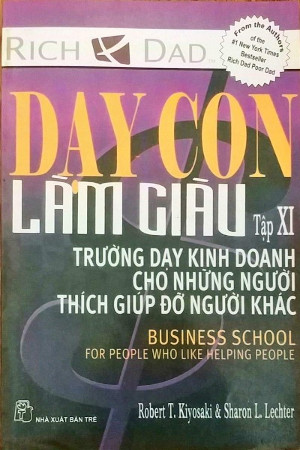 RICH DAD
From the Authors
of the
#1 New York Times
Bestseller
Rich Dad Poor Dad
DẠY CON
LÀM GIÀU Tập XI
TRƯỜNG DẠY KINH DOANH
CHO NHỮNG NGƯỜI
THÍCH GIÚP ĐỠ NGƯỜI KHÁC
BUSINESS SCHOOL
FOR PEOPLE WHO LIKE HELPING PEOPLE
Robert T. Kiyosaki & Sharon L. Lechter
NHÀ XUẤT BẢN TRẺ